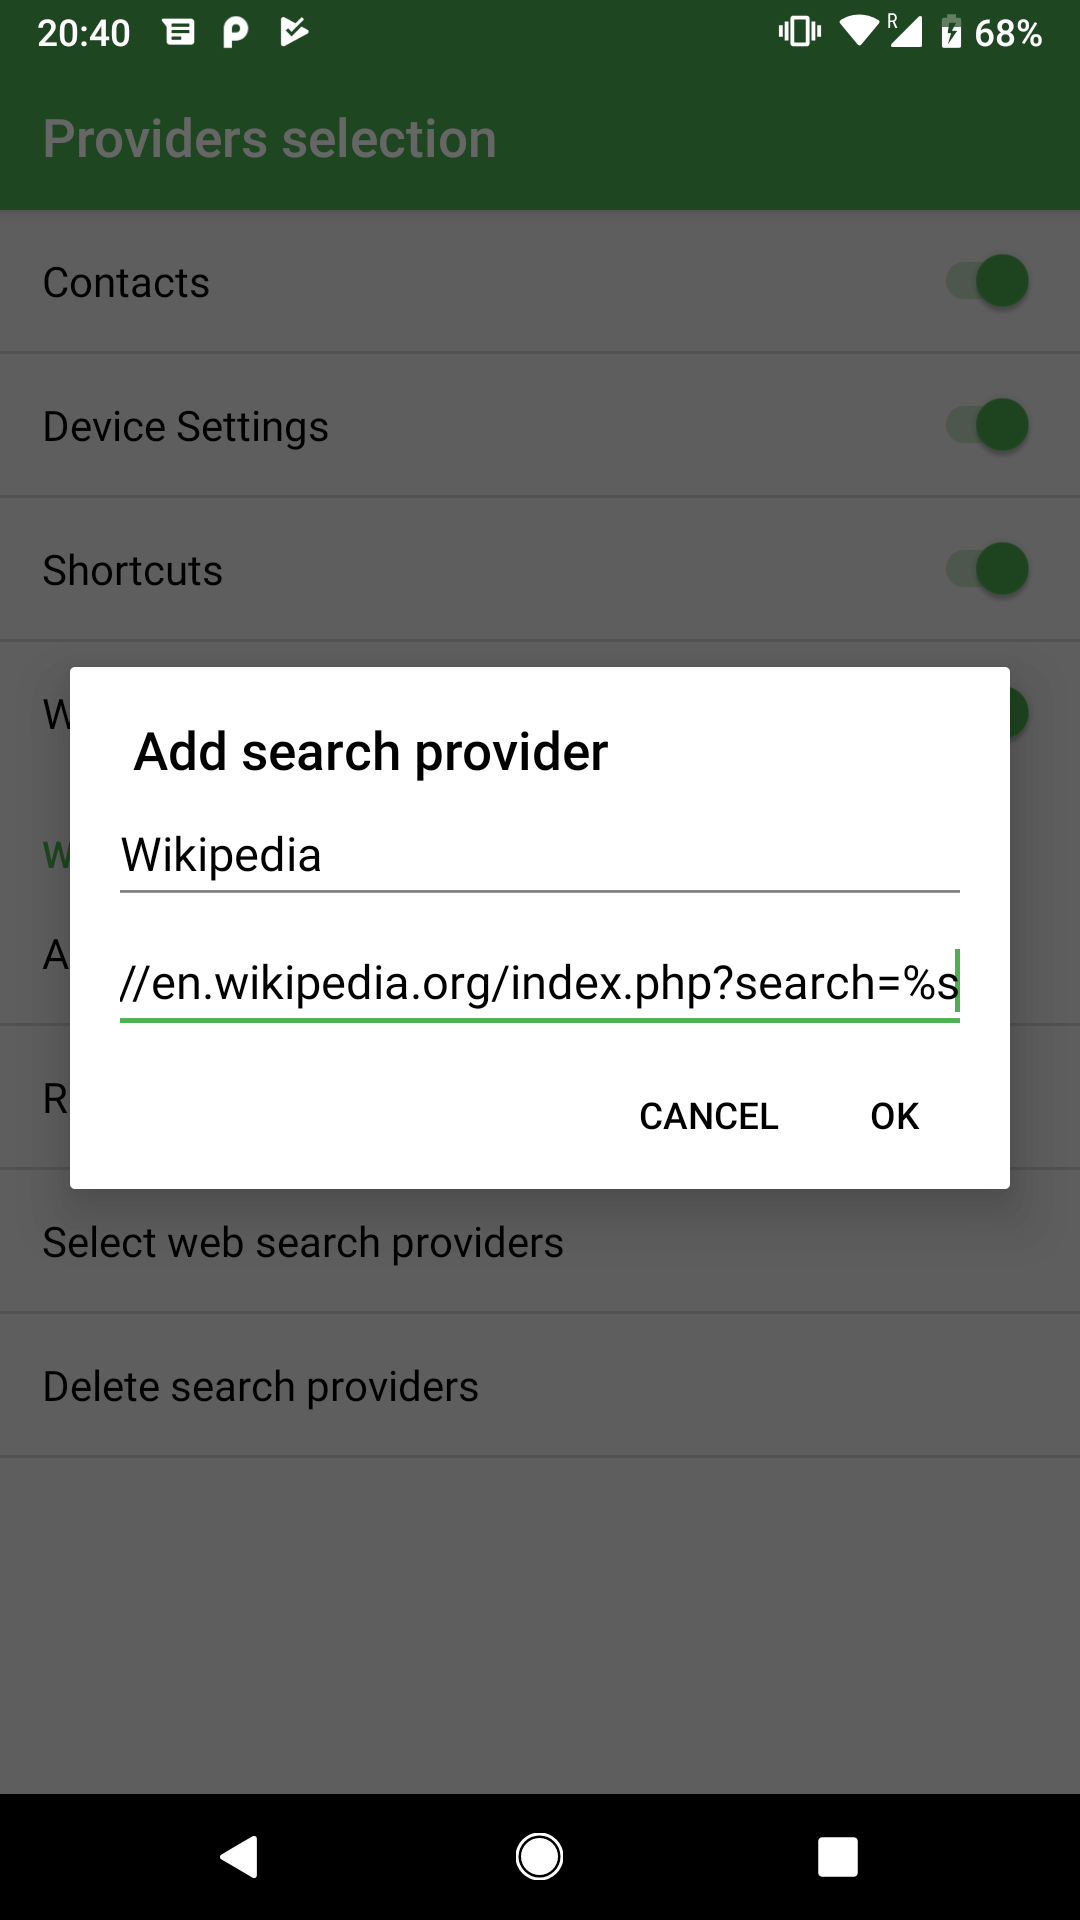 20:40 R 68%
Providers selection
Contacts
Device Settings
Shortcuts
Add search provider
Wikipedia
//en.wikipedia.org/index.php?search=%s
CANCEL OK
Select web search providers
Delete search providers